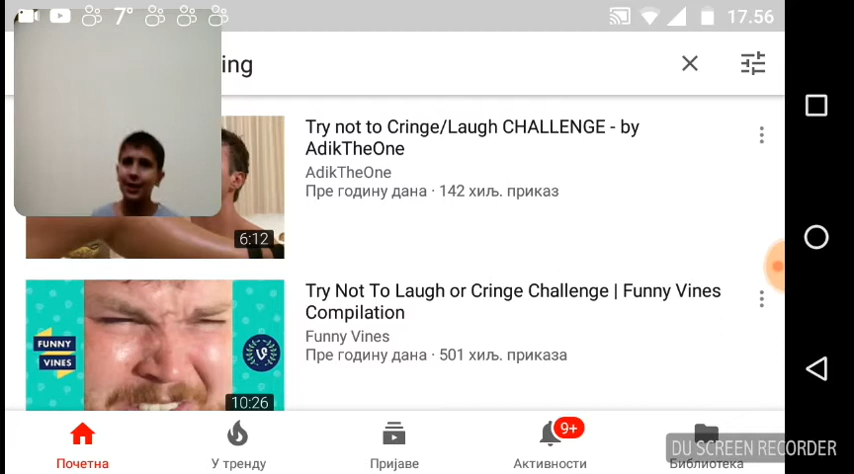 7° 17.56
ing
Try not to Cringe/Laugh CHALLENGE - by
AdikTheOne
AdikTheOne
Пре годину дана · 142 хиљ. приказ
6:12
Try Not To Laugh or Cringe Challenge | Funny Vines
Compilation
Funny Vines
Пре годину дана · 501 хиљ. приказа
FUNNY
VINES
10:26
9+
Почетна У тренду Пријаве Активности Библиотека
DU SCREEN RECORDER